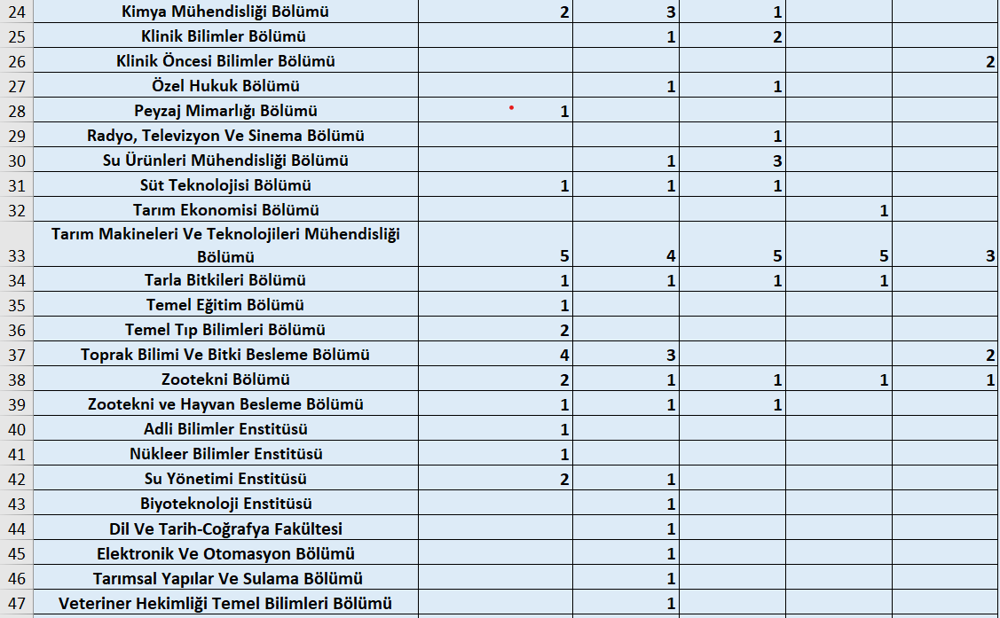 24 Kimya Mühendisliği Bölümü 2 3 1
25 Klinik Bilimler Bölümü 1 2
26 Klinik Öncesi Bilimler Bölümü 2
27 Özel Hukuk Bölümü 1 1
28 Peyzaj Mimarlığı Bölümü 1
29 Radyo, Televizyon Ve Sinema Bölümü 1
30 Su Ürünleri Mühendisliği Bölümü 1 3
31 Süt Teknolojisi Bölümü 1 1 1
32 Tarım Ekonomisi Bölümü 1
Tarım Makineleri Ve Teknolojileri Mühendisliği
33 Bölümü 5 4 5 5 3
34 Tarla Bitkileri Bölümü 1 1 1 1
35 Temel Eğitim Bölümü 1
36 Temel Tıp Bilimleri Bölümü 2
37 Toprak Bilimi Ve Bitki Besleme Bölümü 4 3 2
38 Zootekni Bölümü 2 1 1 1 1
39 Zootekni ve Hayvan Besleme Bölümü 1 1 1
40 Adli Bilimler Enstitüsü 1
41 Nükleer Bilimler Enstitüsü 1
42 Su Yönetimi Enstitüsü 2 1
43 Biyoteknoloji Enstitüsü 1
44 Dil Ve Tarih-Coğrafya Fakültesi 1
45 Elektronik Ve Otomasyon Bölümü 1
46 Tarımsal Yapılar Ve Sulama Bölümü 1
47 Veteriner Hekimliği Temel Bilimleri Bölümü 1